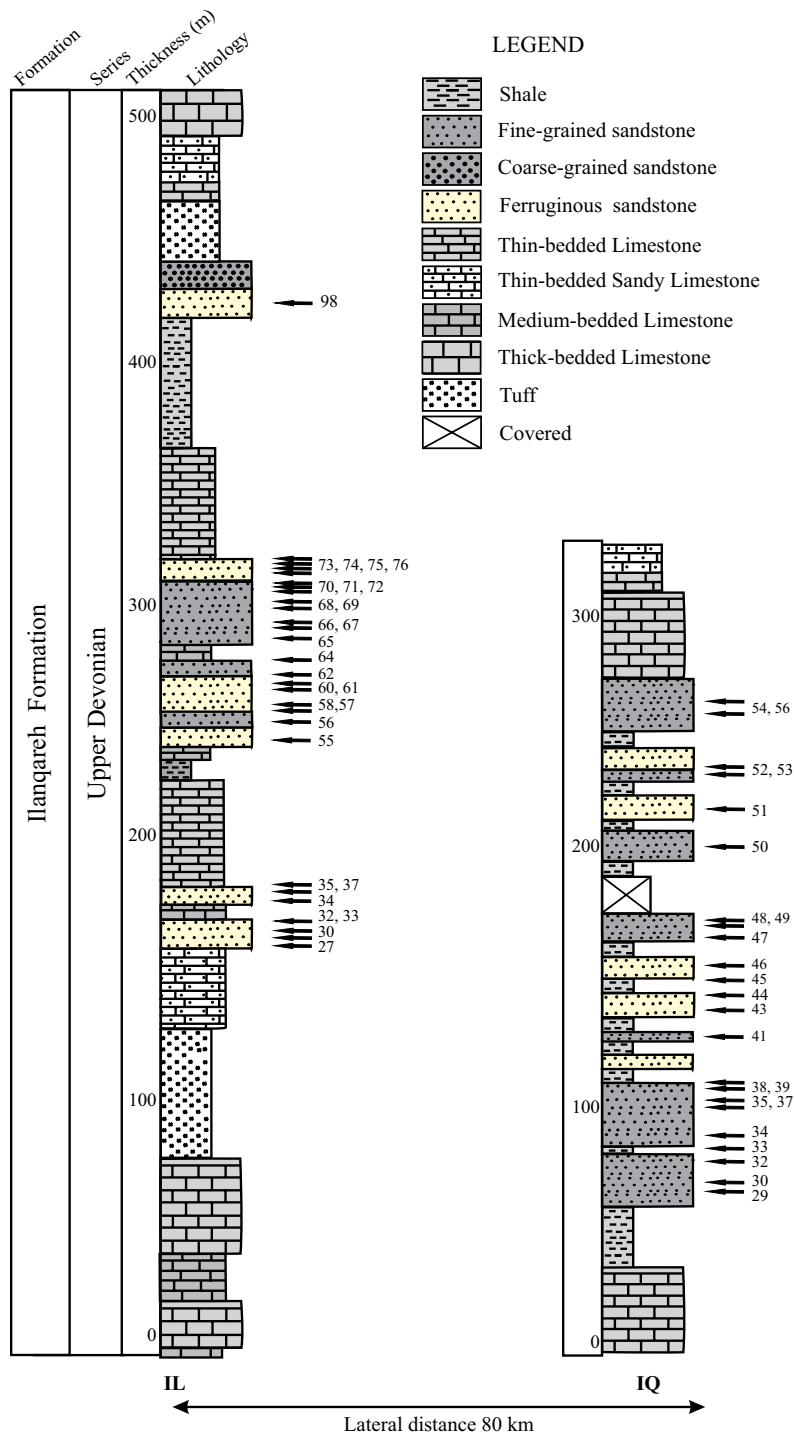 Formation
Series
Thickness (m)
Lithology
LEGEND
Shale
Fine-grained sandstone
Coarse-grained sandstone
Ferruginous sandstone
Thin-bedded Limestone
Thin-bedded Sandy Limestone
Medium-bedded Limestone
Thick-bedded Limestone
Tuff
Covered
Ilanqareh Formation
Upper Devonian
500
400
300
200
100
0
98
73, 74, 75, 76
70, 71, 72
68, 69
66, 67
65
64
62
60, 61
58,57
56
55
35, 37
34
32, 33
30
27
IL
300
200
100
0
54, 56
52, 53
51
50
48, 49
47
46
45
44
43
41
38, 39
35, 37
34
33
32
30
29
IQ
Lateral distance 80 km